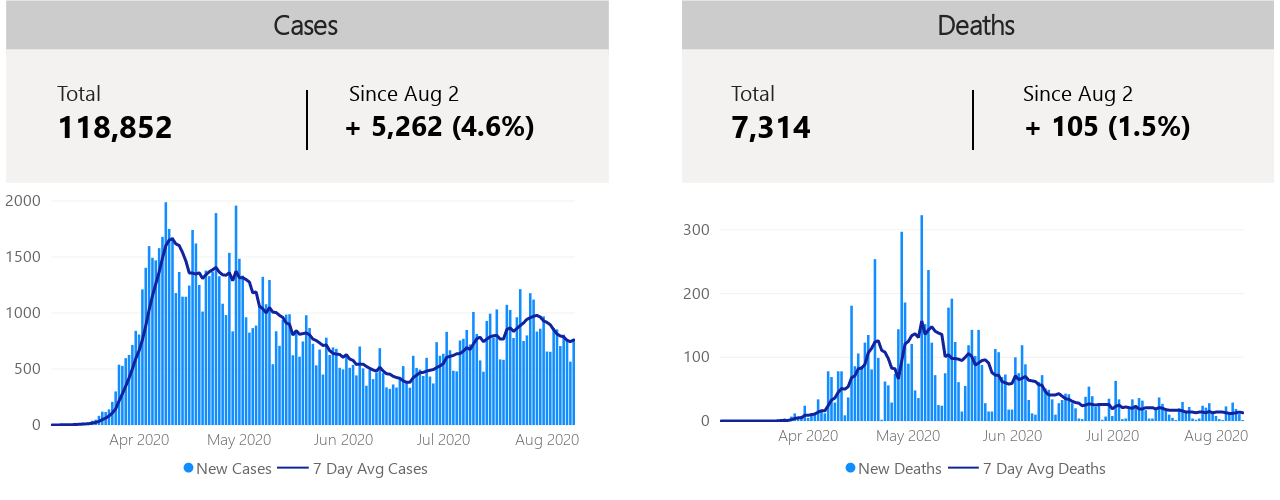 Cases
Total
Since Aug 2
118,852
+ 5,262 (4.6%)
2000
1500
1000
500
0
Apr 2020
May 2020
Jun 2020
Jul 2020
Aug 2020
New Cases
7 Day Avg Cases
Deaths
Total
Since Aug 2
7,314
+ 105 (1.5%)
300
200
100
0
Apr 2020
May 2020
Jun 2020
Jul 2020
Aug 2020
New Deaths
7 Day Avg Deaths